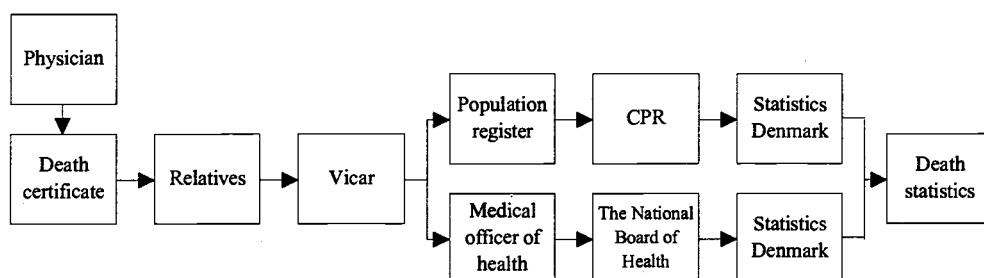 Physician
Death
certificate
Relatives
Vicar
Population
register
CPR
Statistics
Denmark
Medical
officer of
health
The National
Board of
Health
Statistics
Denmark
Death
statistics